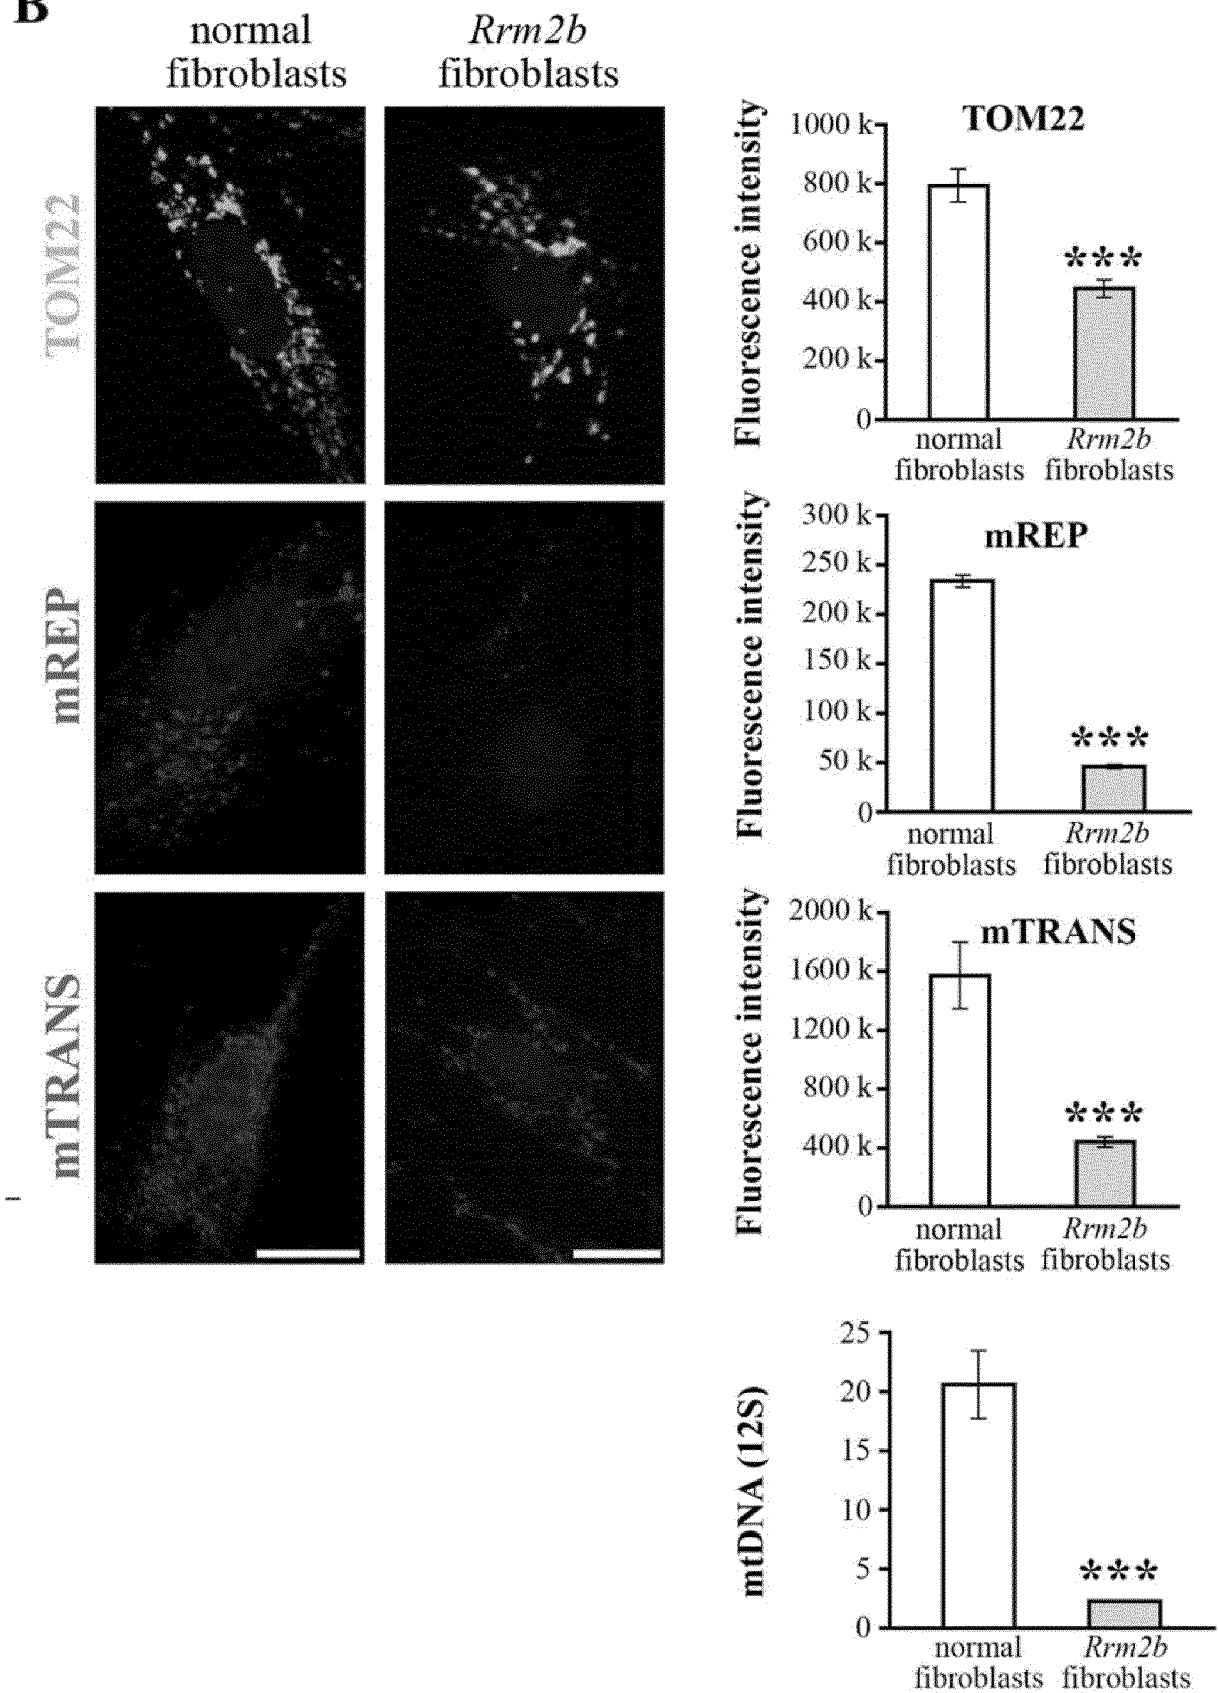 B
normal
fibroblasts
Rrm2b
fibroblasts
TOM22
mREP
mTRANS
Fluorescence intensity
TOM22
1000 k
800 k
600 k
400 k
200 k
0
***
normal
fibroblasts
Rrm2b
fibroblasts
Fluorescence intensity
mREP
300 k
250 k
200 k
150 k
100 k
50 k
0
***
normal
fibroblasts
Rrm2b
fibroblasts
Fluorescence intensity
mTRANS
2000 k
1600 k
1200 k
800 k
400 k
0
***
normal
fibroblasts
Rrm2b
fibroblasts
mtDNA (12S)
25
20
15
10
5
0
***
normal
fibroblasts
Rrm2b
fibroblasts